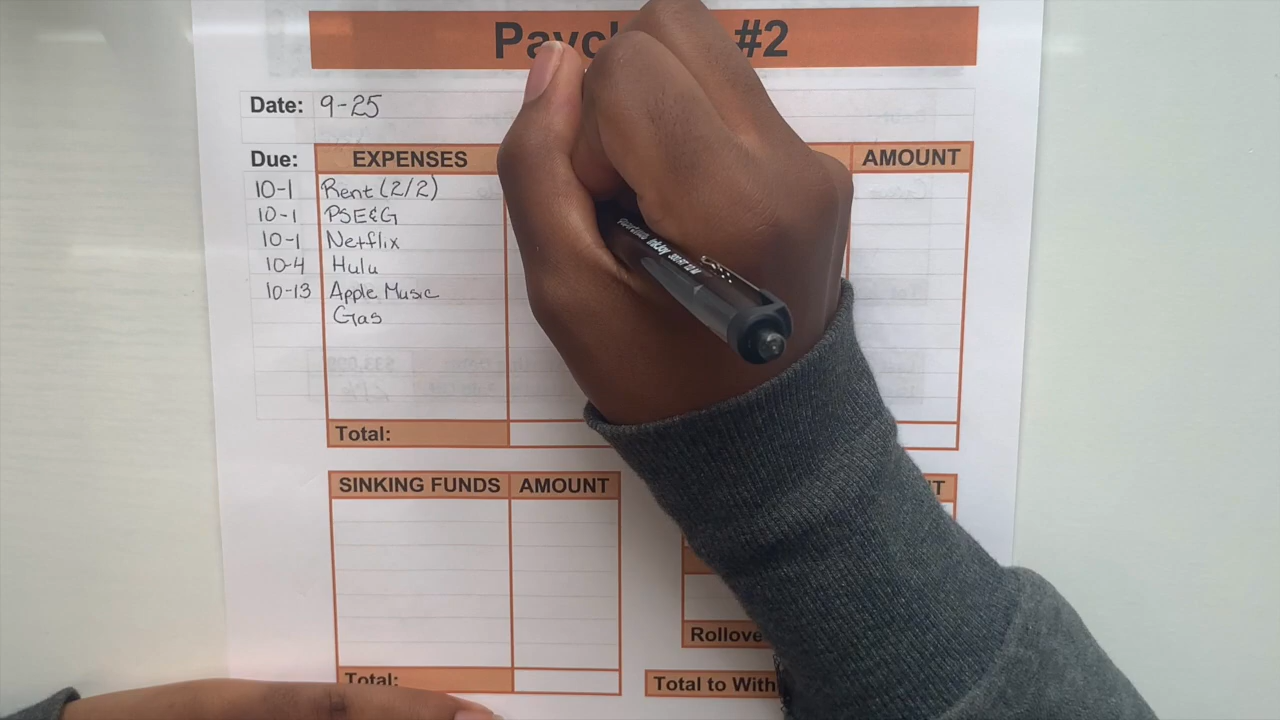 #2
Date: 9-25
Due: EXPENSES AMOUNT
10-1 Rent (2/2)
10-1 PSE&G
10-1 Netflix
10-4 Hulu
10-13 Apple Music
Gas
Total:
SINKING FUNDS AMOUNT
Total:
Rollove
Total to With